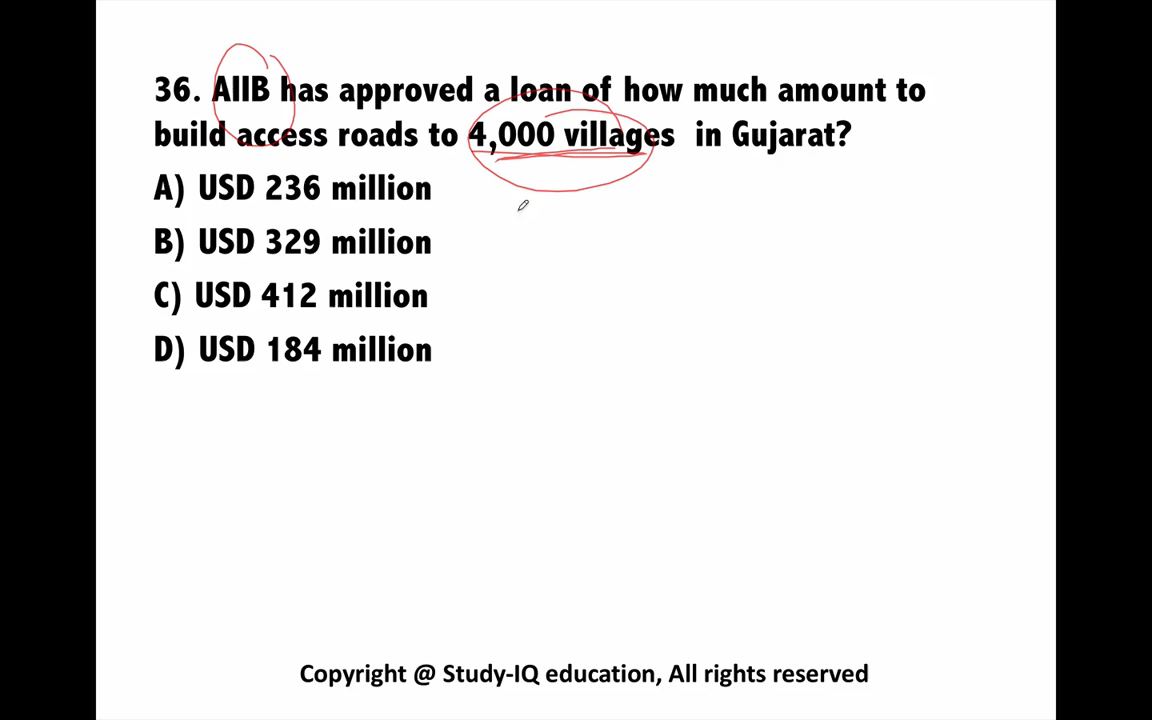 36. AIIB has approved a loan of how much amount to
build access roads to 4,000 villages in Gujarat?
A) USD 236 million
B) USD 329 million
C) USD 412 million
D) USD 184 million
Copyright @ Study-IQ education, All rights reserved